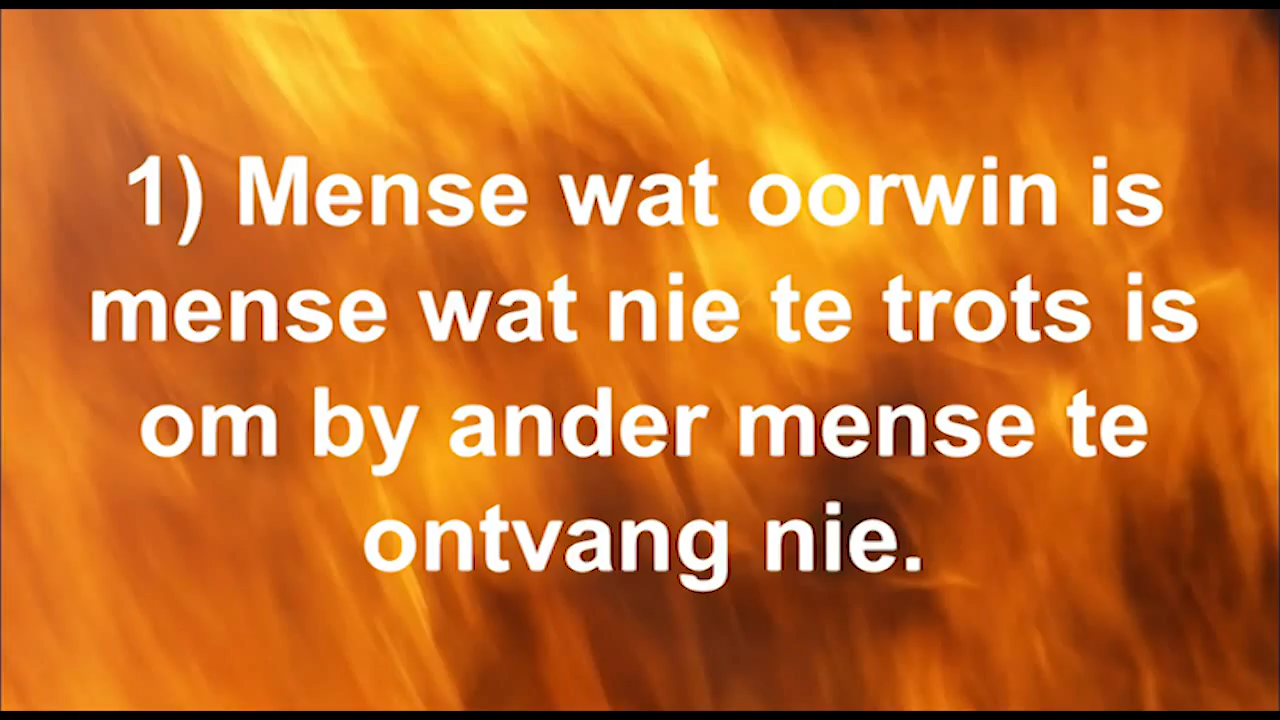 1) Mense wat oorwin is
mense wat nie te trots is
om by ander mense te
ontvang nie.